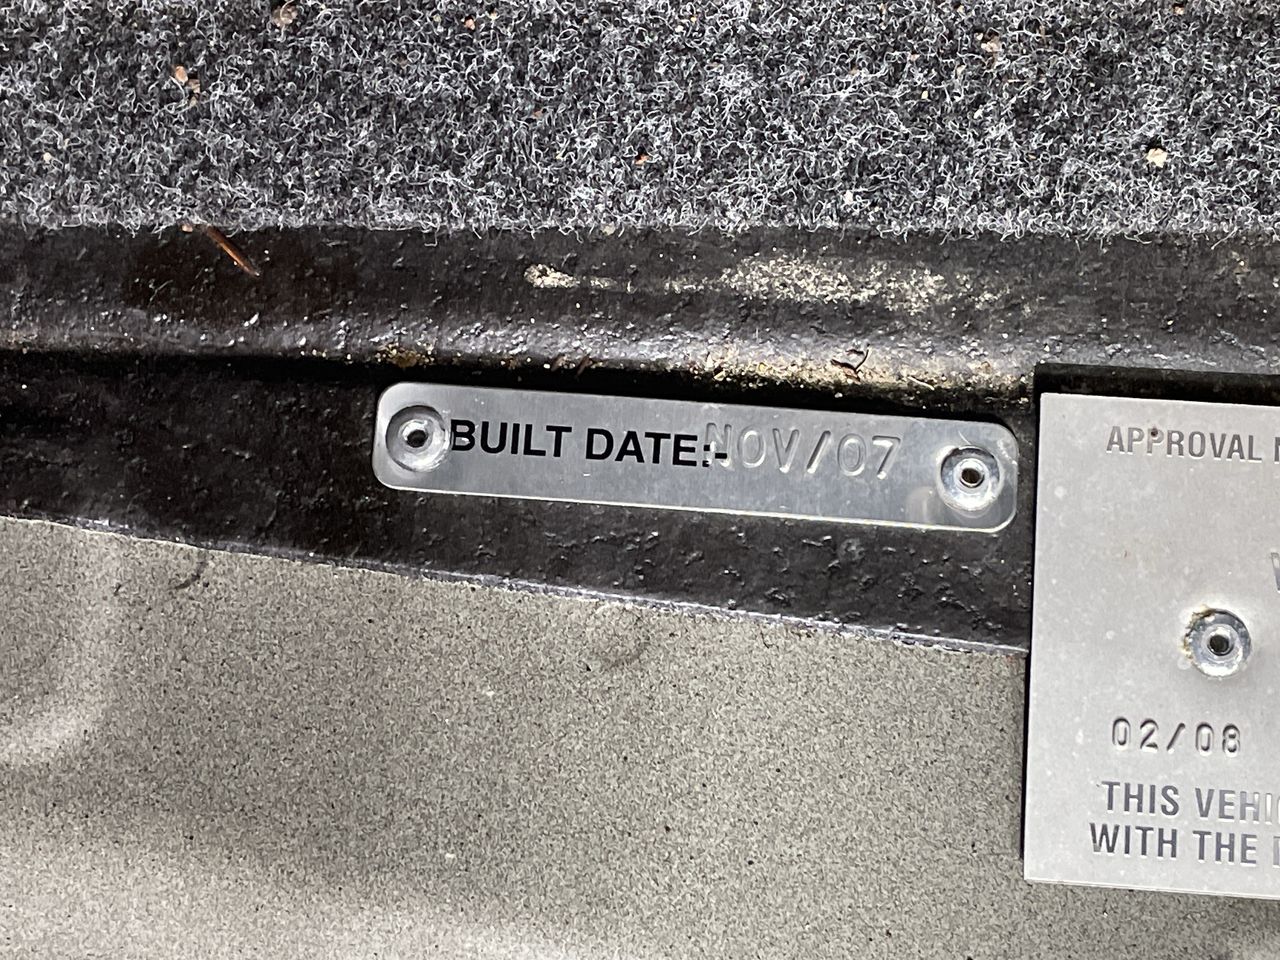 BUILT DATE:-NOV/07
APPROVAL
02/08
THIS VEHI
WITH THE